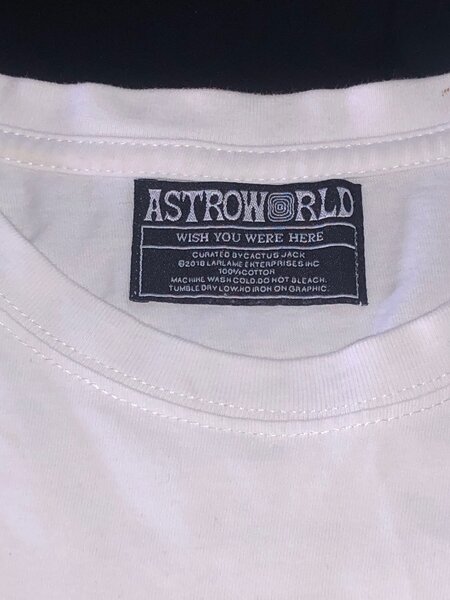 ASTROWORLD
WISH YOU WERE HERE
CURATED BY CACTUS JACK
©2018 LARLAME ENTERPRISES INC
100% COTTON
MACHINE WASH COLD. DO NOT BLEACH.
TUMBLE DRY LOW. NO IRON ON GRAPHIC.